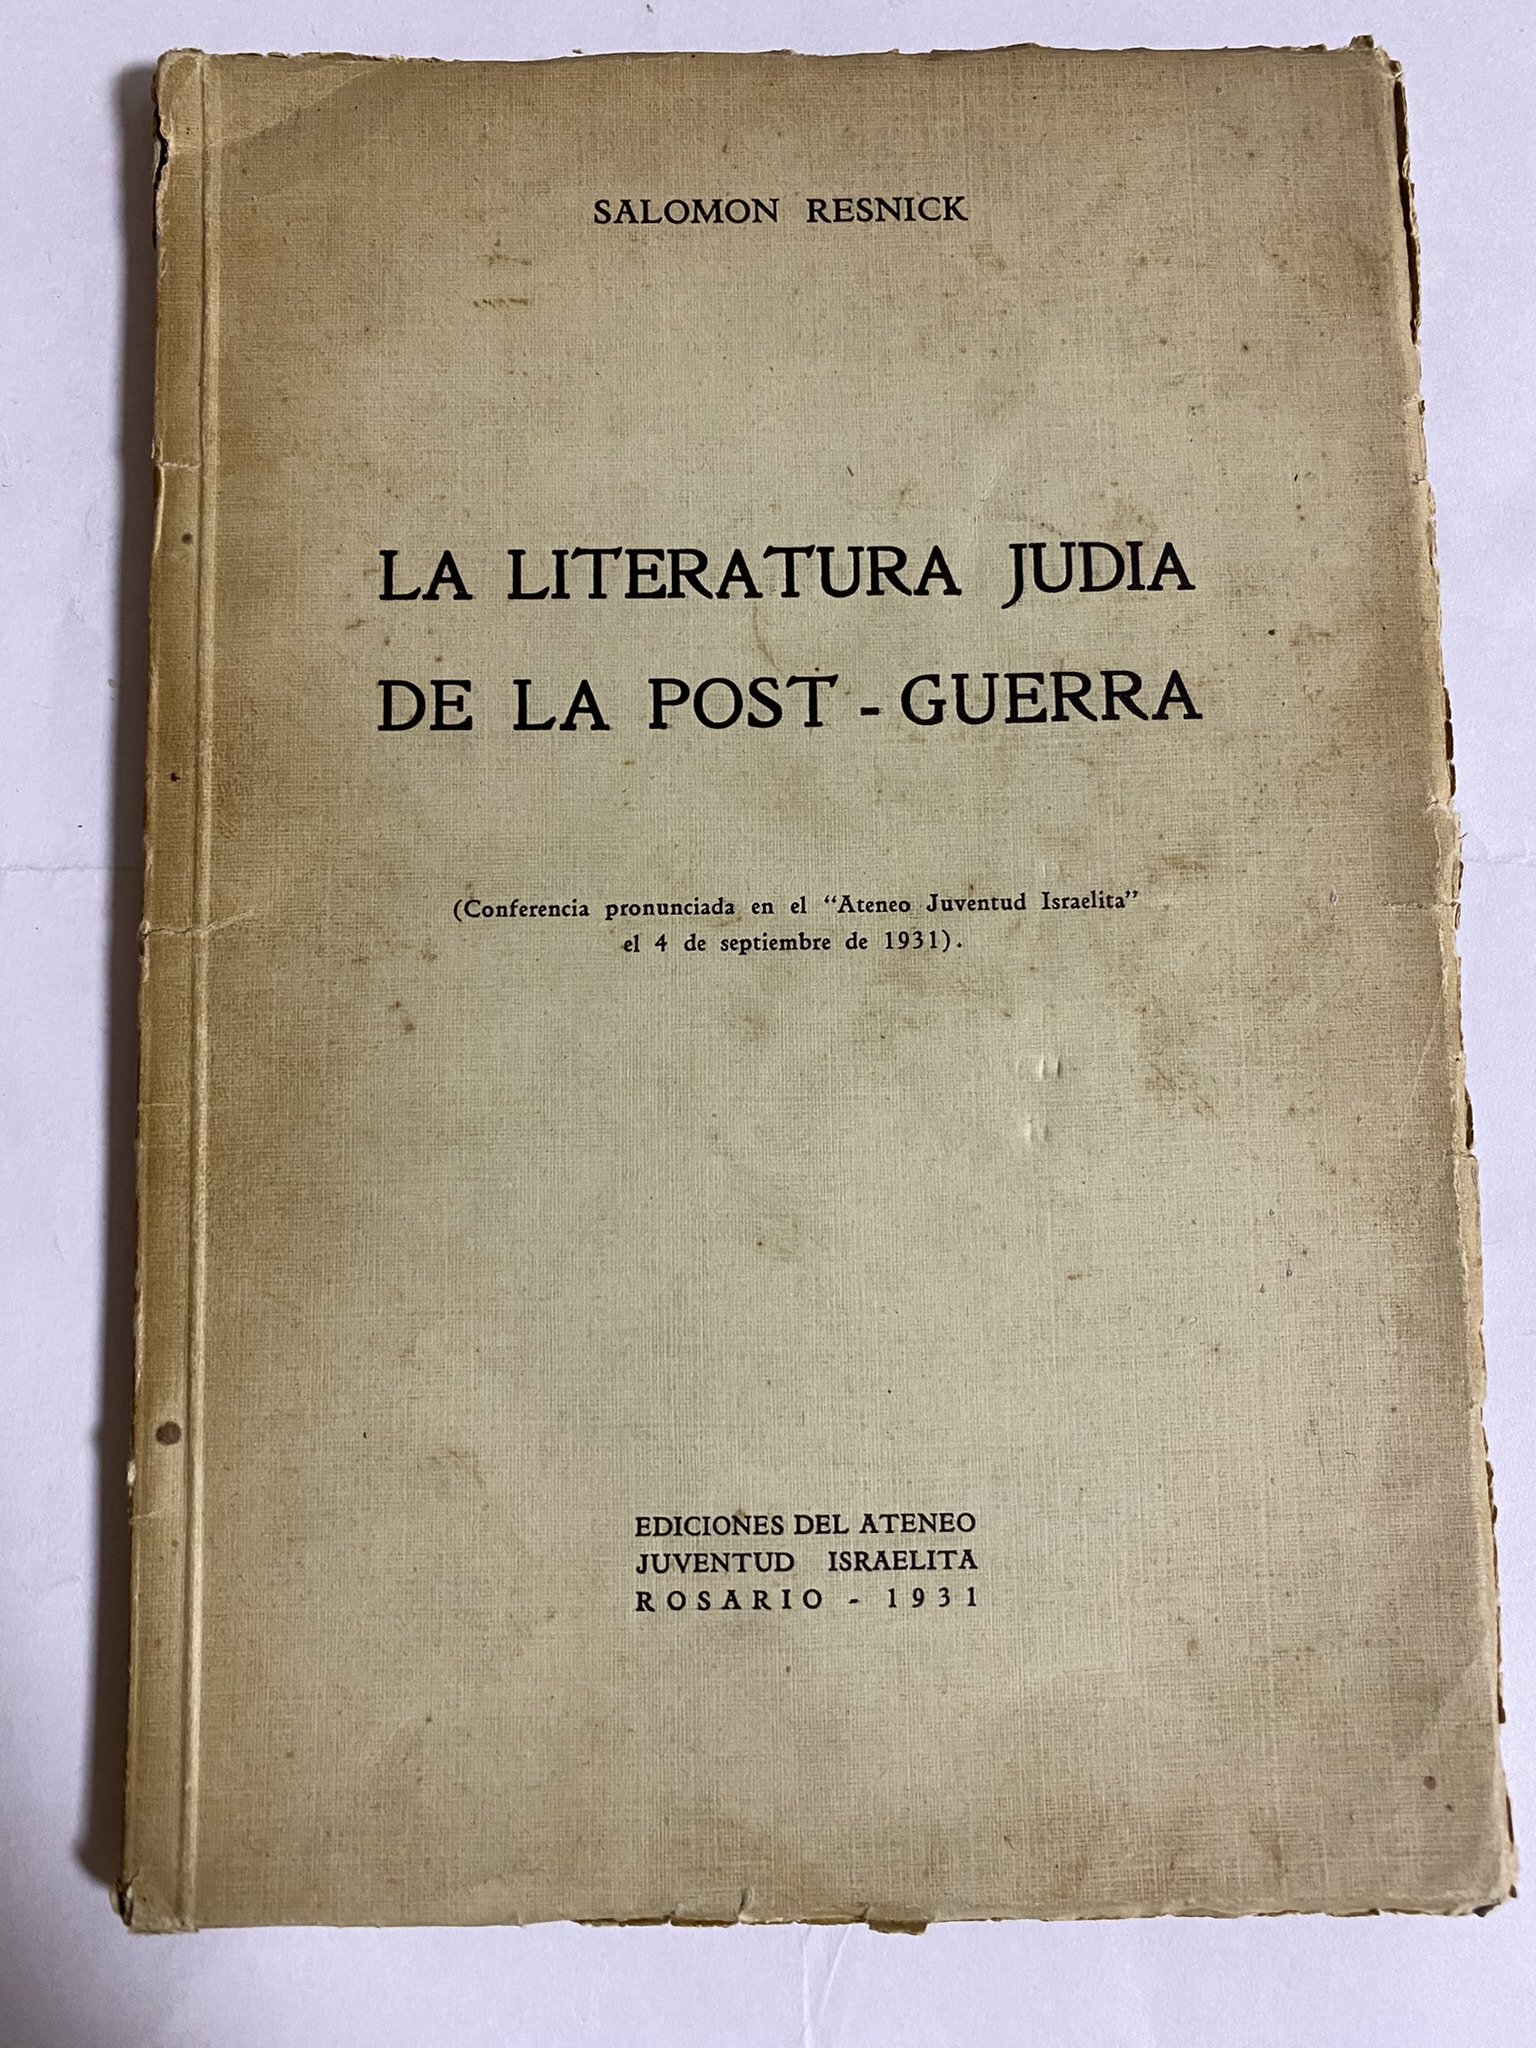 SALOMON RESNICK
LA LITERATURA JUDIA
DE LA POST - GUERRA
(Conferencia pronunciada en el "Ateneo Juventud Israelita"
el 4 de septiembre de 1931).
EDICIONES DEL ATENEO
JUVENTUD ISRAELITA
ROSARIO - 1931